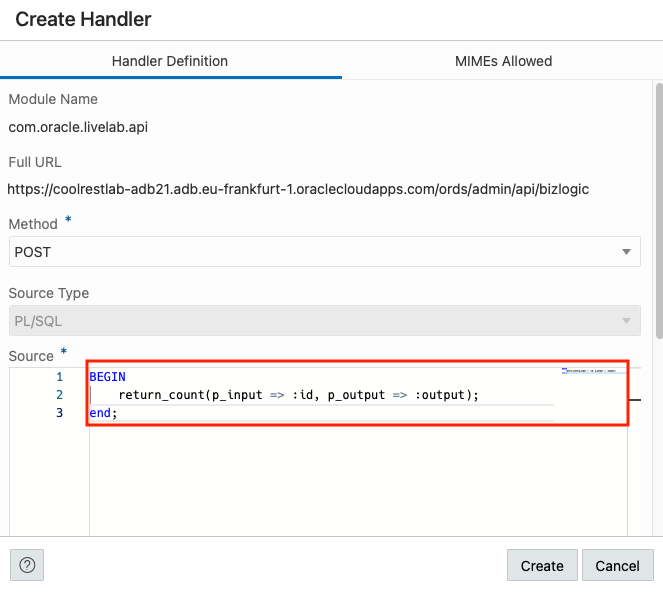 Create Handler
Handler Definition
MIMEs Allowed
Module Name
com.oracle.livelab.api
Full URL
https://coolrestlab-adb21.adb.eu-frankfurt-1.oraclecloudapps.com/ords/admin/api/bizlogic
Method *
POST
Source Type
PL/SQL
Source *
1 BEGIN
2     return_count(p_input => :id, p_output => :output);
3 end;
?
Create
Cancel